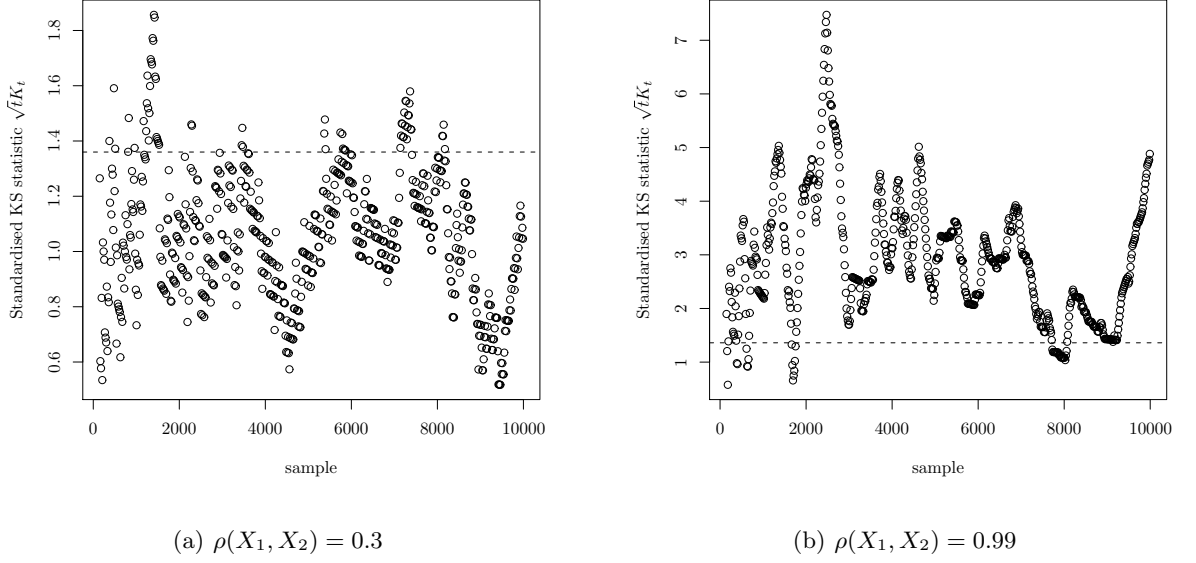 Standardised KS statistic √tK_t
1.8
1.6
1.4
1.2
1.0
0.8
0.6
0 2000 4000 6000 8000 10000
sample
(a) ρ(X₁, X₂) = 0.3
Standardised KS statistic √tK_t
7
6
5
4
3
2
1
0 2000 4000 6000 8000 10000
sample
(b) ρ(X₁, X₂) = 0.99